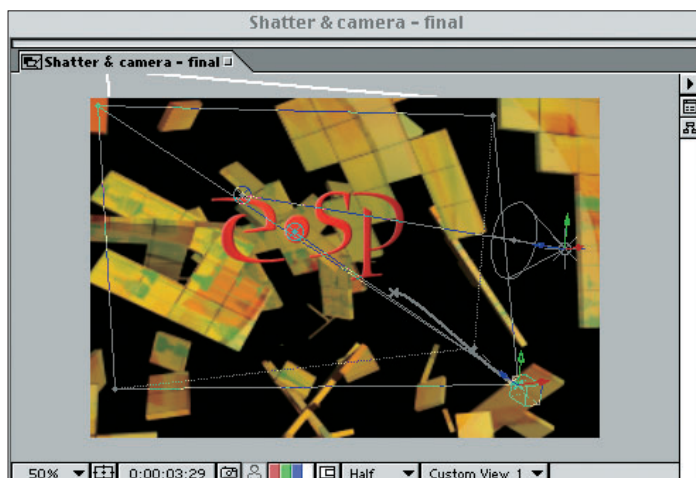 Shatter & camera - final
Shatter & camera - final
eSP
50% 0:00:03:29 Half Custom View 1